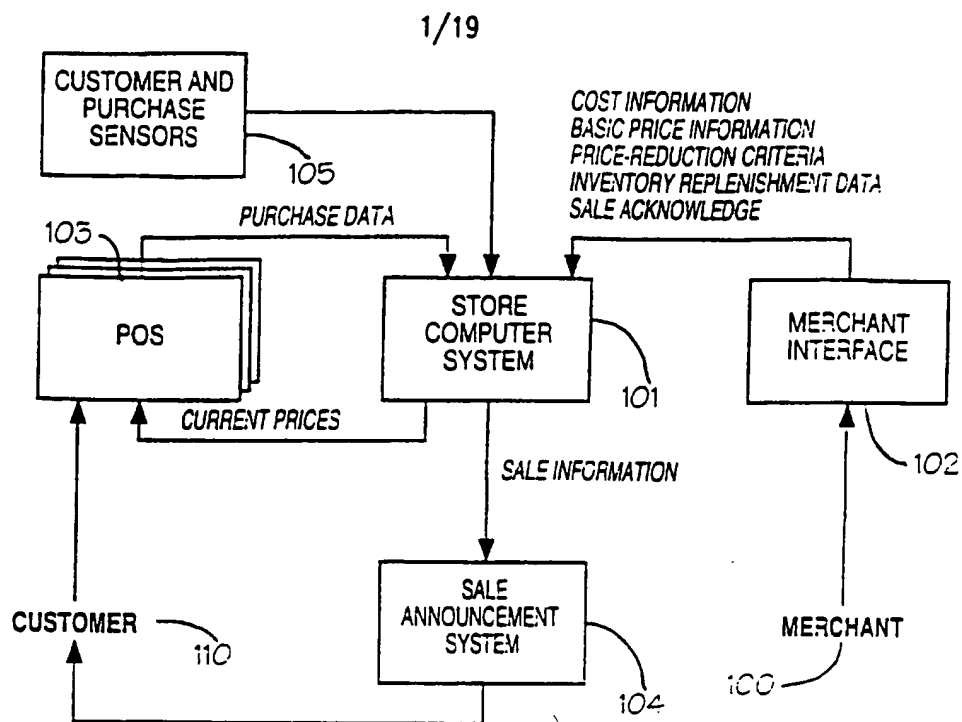 1/19
CUSTOMER AND
PURCHASE
SENSORS
105
COST INFORMATION
BASIC PRICE INFORMATION
PRICE-REDUCTION CRITERIA
INVENTORY REPLENISHMENT DATA
SALE ACKNOWLEDGE
PURCHASE DATA
103
POS
STORE
COMPUTER
SYSTEM
101
MERCHANT
INTERFACE
102
CURRENT PRICES
SALE INFORMATION
SALE
ANNOUNCEMENT
SYSTEM
104
CUSTOMER
110
MERCHANT
100